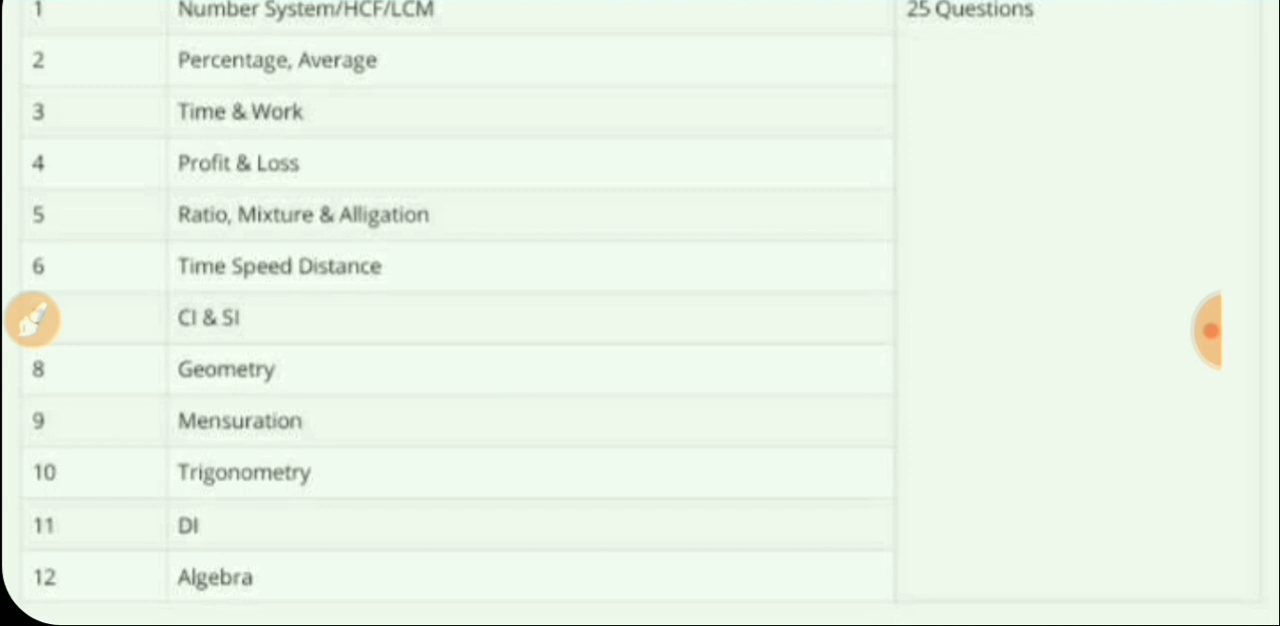 1 Number System/HCF/LCM 25 Questions
2 Percentage, Average
3 Time & Work
4 Profit & Loss
5 Ratio, Mixture & Alligation
6 Time Speed Distance
CI & SI
8 Geometry
9 Mensuration
10 Trigonometry
11 DI
12 Algebra